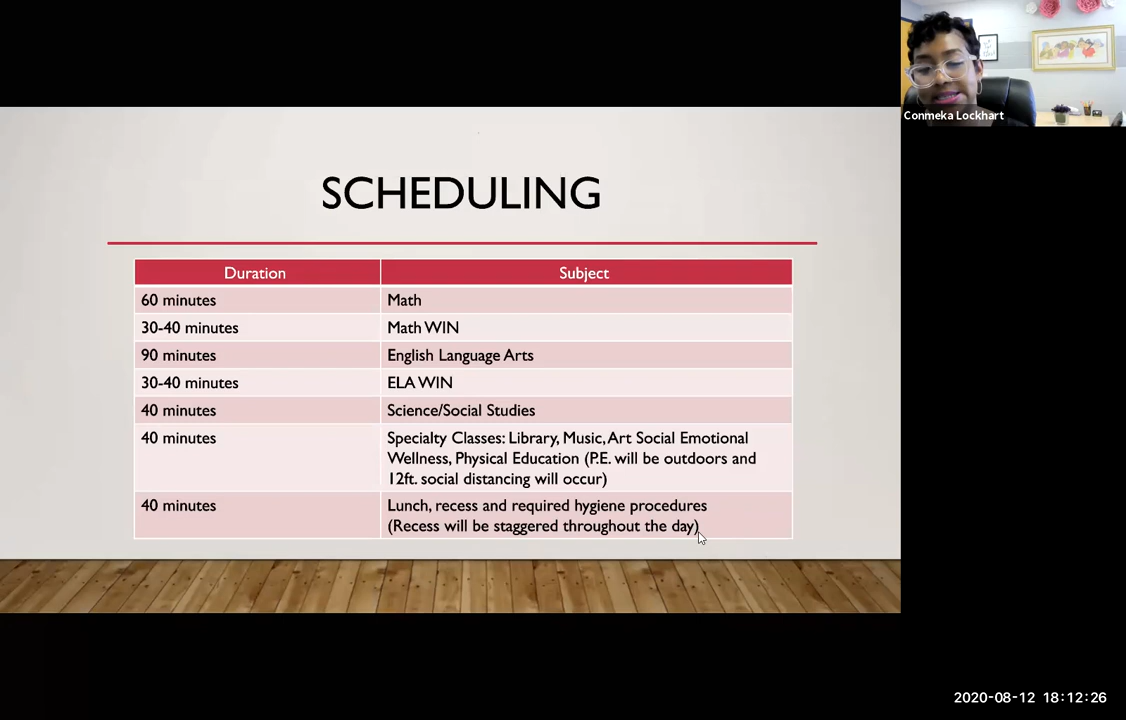 Conmeka Lockhart
SCHEDULING
Duration Subject
60 minutes Math
30-40 minutes Math WIN
90 minutes English Language Arts
30-40 minutes ELA WIN
40 minutes Science/Social Studies
40 minutes Specialty Classes: Library, Music, Art Social Emotional
Wellness, Physical Education (P.E. will be outdoors and
12ft. social distancing will occur)
40 minutes Lunch, recess and required hygiene procedures
(Recess will be staggered throughout the day)
2020-08-12 18:12:26